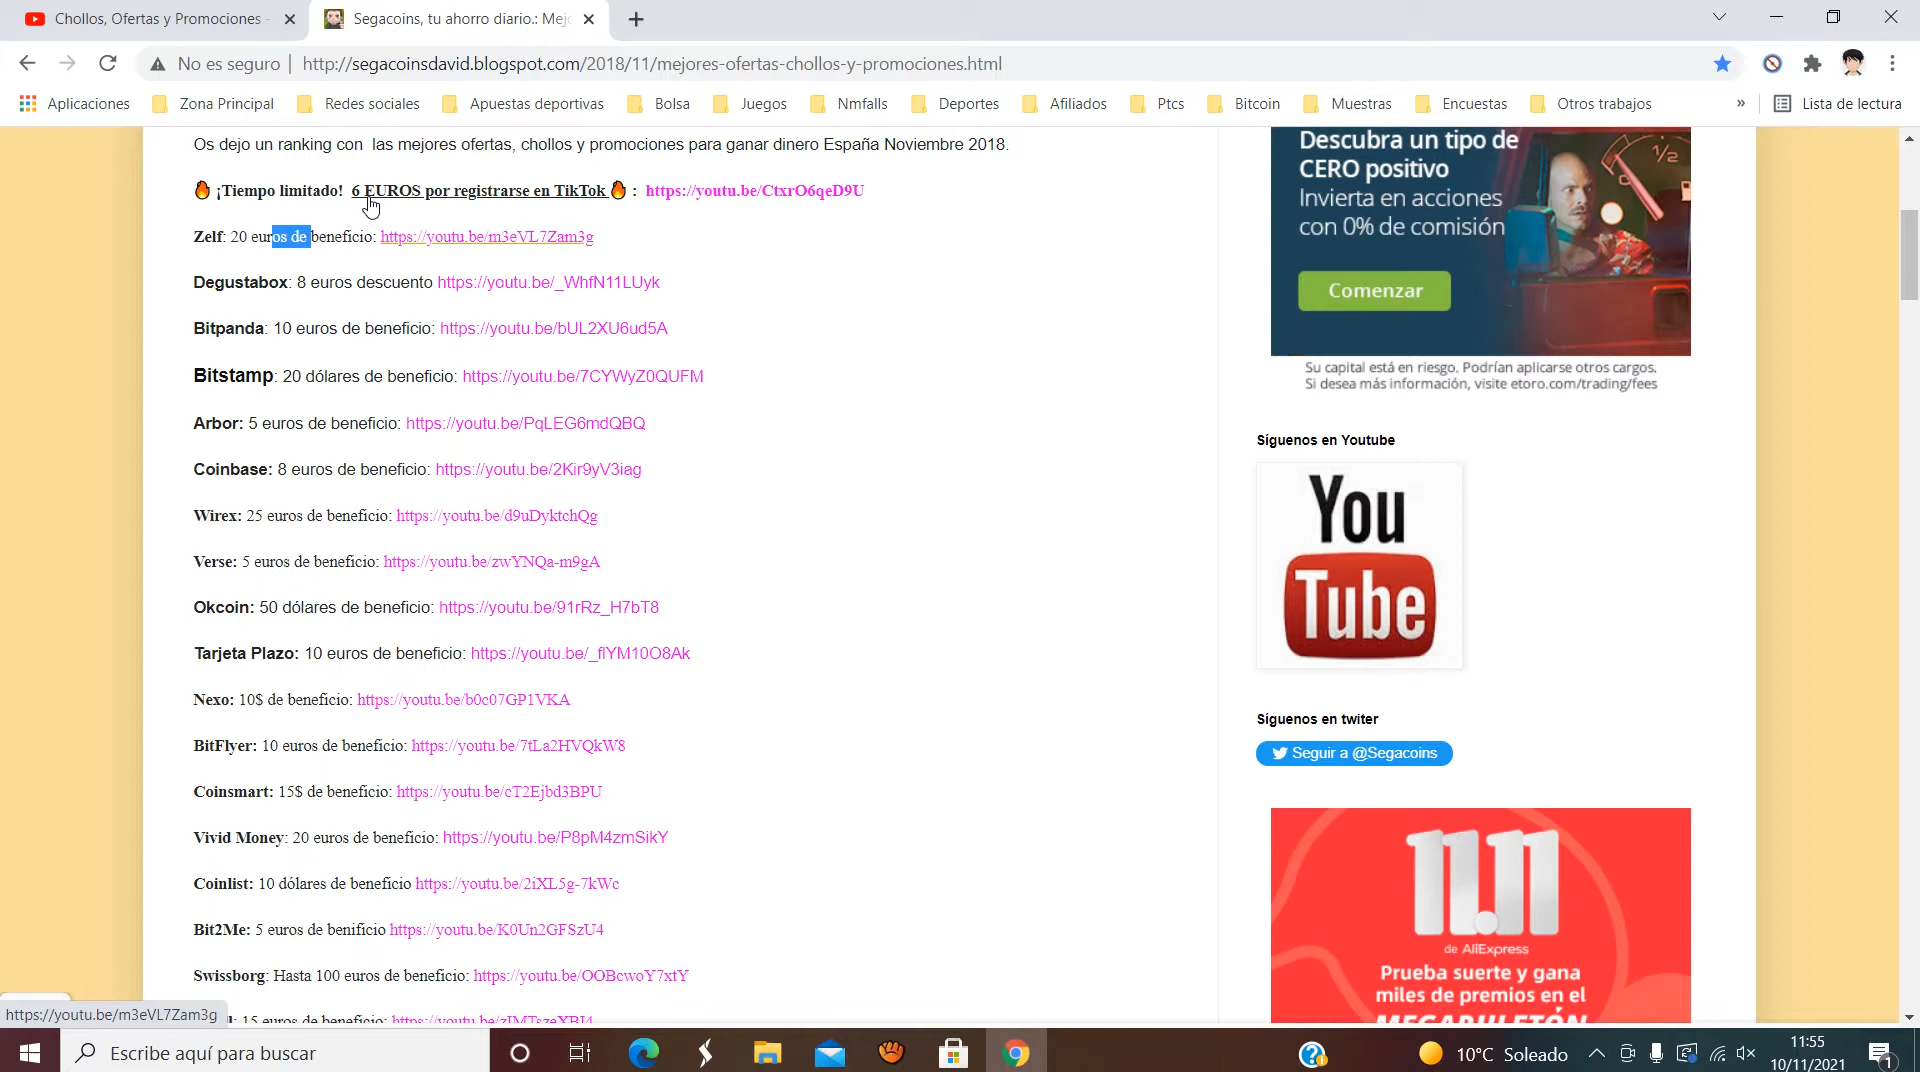 Chollos, Ofertas y Promociones -
Segacoins, tu ahorro diario.: Mejo
No es seguro | http://segacoinsdavid.blogspot.com/2018/11/mejores-ofertas-chollos-y-promociones.html
Aplicaciones
Zona Principal
Redes sociales
Apuestas deportivas
Bolsa
Juegos
Nmfalls
Deportes
Afiliados
Ptcs
Bitcoin
Muestras
Encuestas
Otros trabajos
»
Lista de lectura
Os dejo un ranking con las mejores ofertas, chollos y promociones para ganar dinero España Noviembre 2018.
🔥 ¡Tiempo limitado! 6 EUROS por registrarse en TikTok 🔥 : https://youtu.be/CtxrO6qeD9U
Zelf: 20 euros de beneficio: https://youtu.be/m3eVL7Zam3g
Degustabox: 8 euros descuento https://youtu.be/_WhfN11LUyk
Bitpanda: 10 euros de beneficio: https://youtu.be/bUL2XU6ud5A
Bitstamp: 20 dólares de beneficio: https://youtu.be/7CYWyZ0QUFM
Arbor: 5 euros de beneficio: https://youtu.be/PqLEG6mdQBQ
Coinbase: 8 euros de beneficio: https://youtu.be/2Kir9yV3iag
Wirex: 25 euros de beneficio: https://youtu.be/d9uDyktchQg
Verse: 5 euros de beneficio: https://youtu.be/zwYNQa-m9gA
Okcoin: 50 dólares de beneficio: https://youtu.be/91rRz_H7bT8
Tarjeta Plazo: 10 euros de beneficio: https://youtu.be/_flYM10O8Ak
Nexo: 10$ de beneficio: https://youtu.be/b0c07GP1VKA
BitFlyer: 10 euros de beneficio: https://youtu.be/7tLa2HVQkW8
Coinsmart: 15$ de beneficio: https://youtu.be/cT2Ejbd3BPU
Vivid Money: 20 euros de beneficio: https://youtu.be/P8pM4zmSikY
Coinlist: 10 dólares de beneficio https://youtu.be/2iXL5g-7kWc
Bit2Me: 5 euros de benificio https://youtu.be/K0Un2GFSzU4
Swissborg: Hasta 100 euros de beneficio: https://youtu.be/OOBcwoY7xtY
l: 15 euros de beneficio: https://youtu.be/zIMTszeXBI4
https://youtu.be/m3eVL7Zam3g
Descubra un tipo de
CERO positivo
Invierta en acciones
con 0% de comisión
1/2
Comenzar
Su capital está en riesgo. Podrían aplicarse otros cargos.
Si desea más información, visite etoro.com/trading/fees
Síguenos en Youtube
You
Tube
Síguenos en twiter
Seguir a @Segacoins
11.11
de AliExpress
Prueba suerte y gana
miles de premios en el
MEGABULETÓN
Escribe aquí para buscar
10°C Soleado
11:55
10/11/2021
1